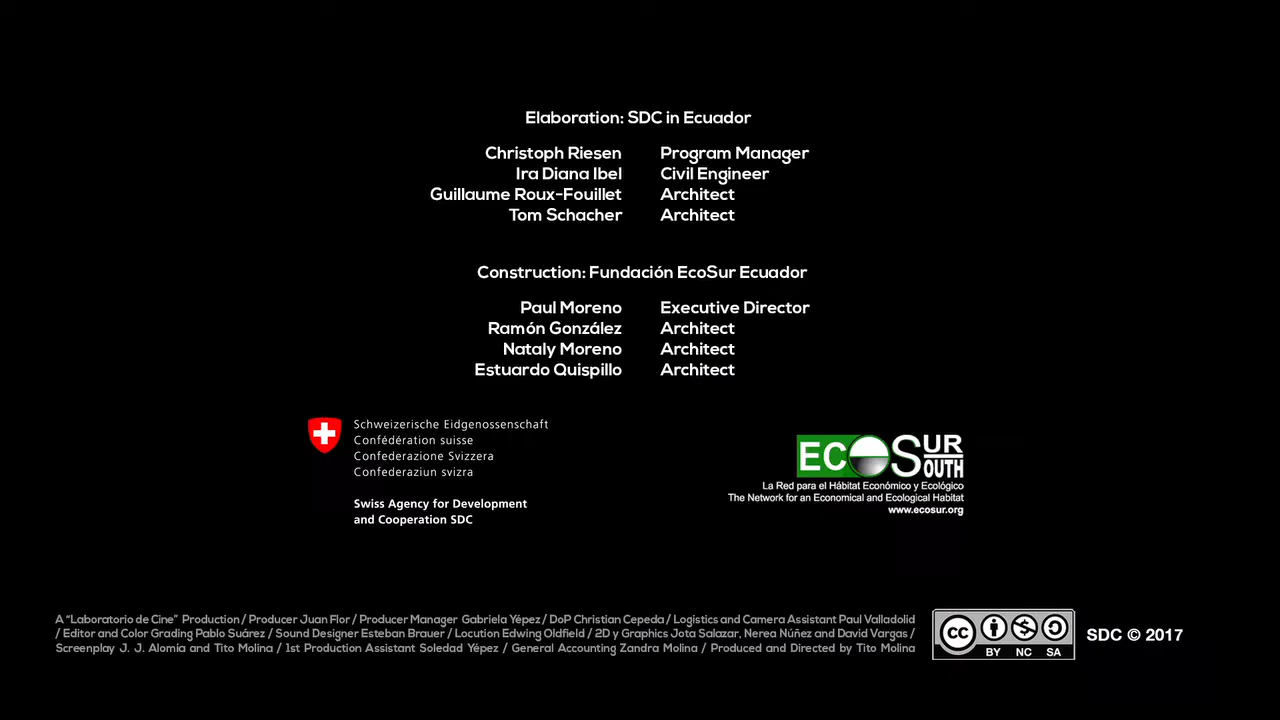 Elaboration: SDC in Ecuador
Christoph Riesen Program Manager
Ira Diana Ibel Civil Engineer
Guillaume Roux-Fouillet Architect
Tom Schacher Architect
Construction: Fundación EcoSur Ecuador
Paul Moreno Executive Director
Ramón González Architect
Nataly Moreno Architect
Estuardo Quispillo Architect
Schweizerische Eidgenossenschaft
Confédération suisse
Confederazione Svizzera
Confederaziun svizra
Swiss Agency for Development
and Cooperation SDC
ECOSUR
SOUTH
La Red para el Hábitat Económico y Ecológico
The Network for an Economical and Ecological Habitat
www.ecosur.org
A “Laboratorio de Cine” Production / Producer Juan Flor / Producer Manager Gabriela Yépez / DoP Christian Cepeda / Logistics and Camera Assistant Paul Valladolid
/ Editor and Color Grading Pablo Suárez / Sound Designer Esteban Brauer / Locution Edwing Oldfield / 2D y Graphics Jota Salazar, Nerea Núñez and David Vargas /
Screenplay J. J. Alomía and Tito Molina / 1st Production Assistant Soledad Yépez / General Accounting Zandra Molina / Produced and Directed by Tito Molina
cc
BY NC SA
SDC © 2017